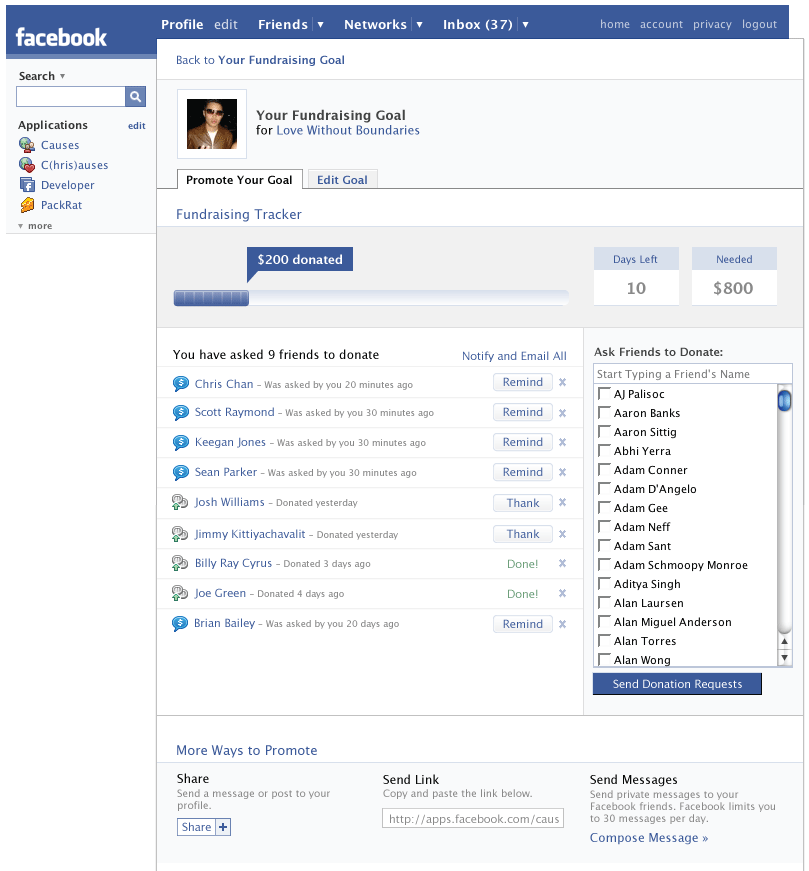 facebook
Profile edit Friends ▼ Networks ▼ Inbox (37) ▼ home account privacy logout
Search ▼
Applications edit
Causes
C(hris)auses
Developer
PackRat
▼ more
Back to Your Fundraising Goal
Your Fundraising Goal
for Love Without Boundaries
Promote Your Goal Edit Goal
Fundraising Tracker
$200 donated
Days Left
10
Needed
$800
You have asked 9 friends to donate Notify and Email All
Chris Chan – Was asked by you 20 minutes ago Remind x
Scott Raymond – Was asked by you 30 minutes ago Remind x
Keegan Jones – Was asked by you 30 minutes ago Remind x
Sean Parker – Was asked by you 30 minutes ago Remind x
Josh Williams – Donated yesterday Thank x
Jimmy Kittiyachavalit – Donated yesterday Thank x
Billy Ray Cyrus – Donated 3 days ago Done! x
Joe Green – Donated 4 days ago Done! x
Brian Bailey – Was asked by you 20 days ago Remind x
Ask Friends to Donate:
Start Typing a Friend's Name
AJ Palisoc
Aaron Banks
Aaron Sittig
Abhi Yerra
Adam Conner
Adam D'Angelo
Adam Gee
Adam Neff
Adam Sant
Adam Schmoopy Monroe
Aditya Singh
Alan Laursen
Alan Miguel Anderson
Alan Torres
Alan Wong
Send Donation Requests
More Ways to Promote
Share
Send a message or post to your
profile.
Share +
Send Link
Copy and paste the link below.
http://apps.facebook.com/caus
Send Messages
Send private messages to your
Facebook friends. Facebook limits you
to 30 messages per day.
Compose Message »